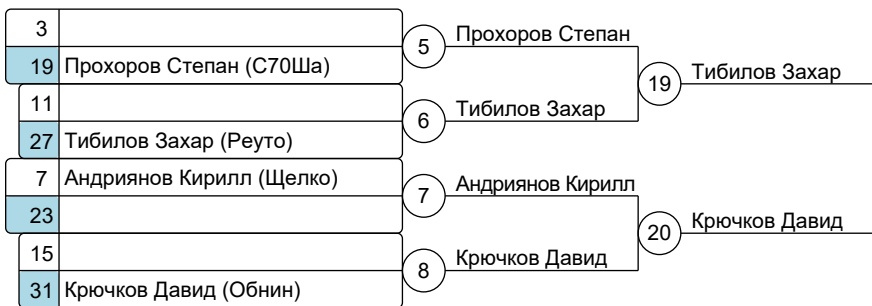 3
19 Прохоров Степан (С70Ша)
5 Прохоров Степан
11
27 Тибилов Захар (Реуто)
6 Тибилов Захар
19 Тибилов Захар
7 Андриянов Кирилл (Щелко)
23
7 Андриянов Кирилл
15
31 Крючков Давид (Обнин)
8 Крючков Давид
20 Крючков Давид